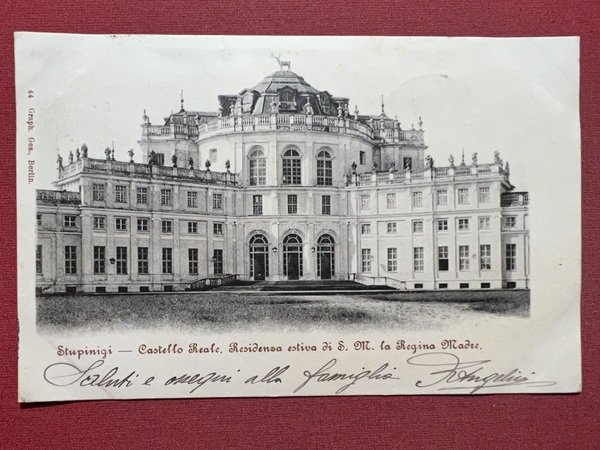 44. Graph. Ges., Berlin.
Stupinigi — Castello Reale. Residenza estiva di S. M. la Regina Madre.
Saluti e ossequi alla famiglia